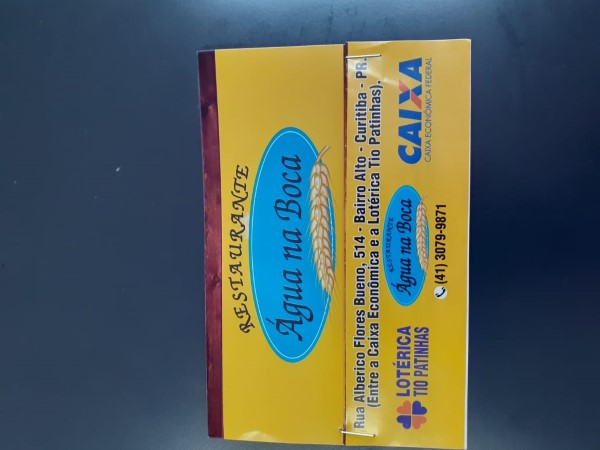 RESTAURANTE
Água na Boca
Rua Alberico Flores Bueno, 514 - Bairro Alto - Curitiba - PR.
(Entre a Caixa Econômica e a Lotérica Tio Patinhas).
LOTÉRICA
TIO PATINHAS
RESTAURANTE
Água na Boca
(41) 3079-9871
CAIXA
CAIXA ECONÔMICA FEDERAL